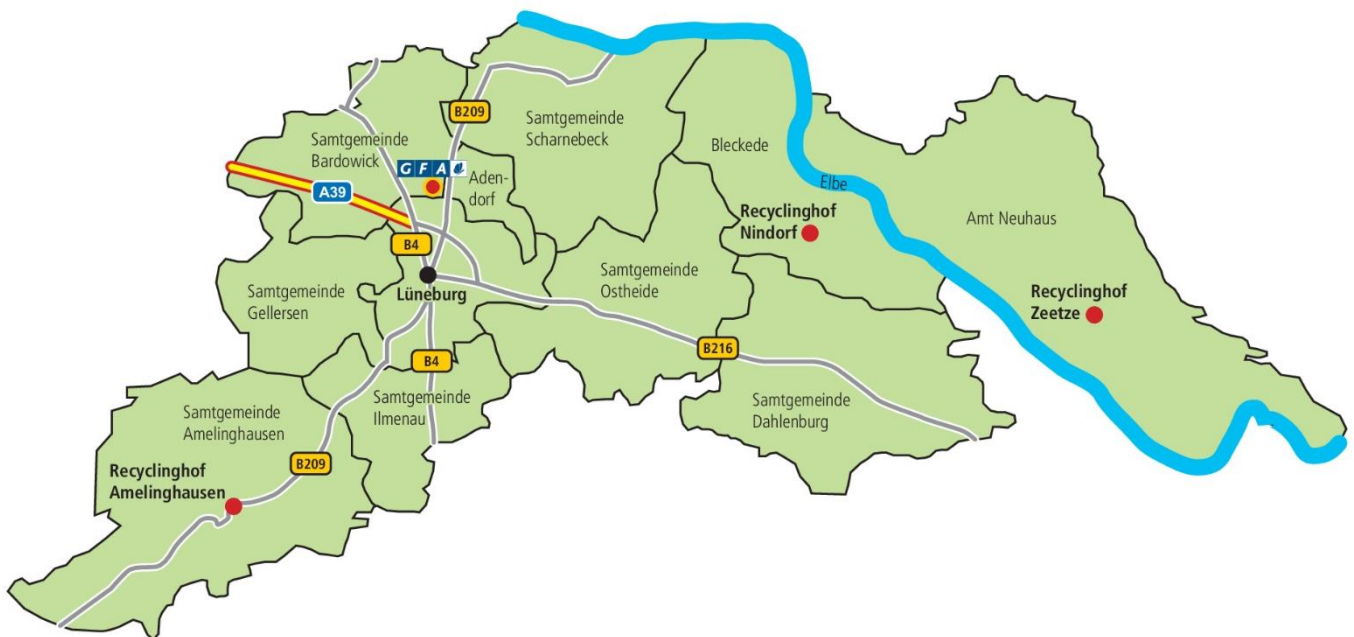 B209
Samtgemeinde
Scharnebeck
Samtgemeinde
Bardowick
Bleckede
GFA
Aden-
dorf
A39
Elbe
Recyclinghof
Nindorf
Amt Neuhaus
B4
Lüneburg
Samtgemeinde
Ostheide
Samtgemeinde
Gellersen
Recyclinghof
Zeetze
B216
B4
Samtgemeinde
Ilmenau
Samtgemeinde
Dahlenburg
Samtgemeinde
Amelinghausen
B209
Recyclinghof
Amelinghausen